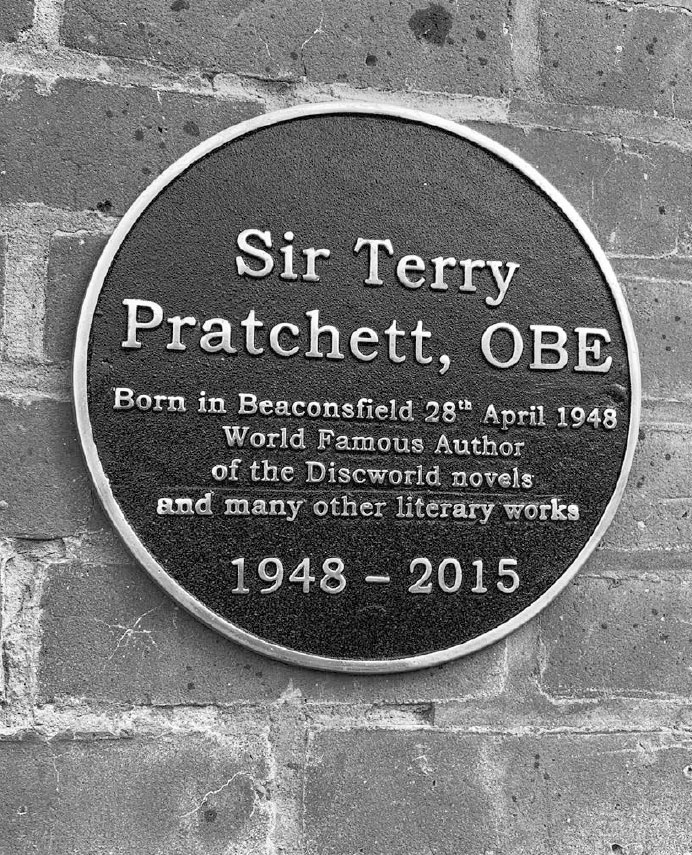 Sir Terry
Pratchett, OBE
Born in Beaconsfield 28th April 1948
World Famous Author
of the Discworld novels
and many other literary works
1948 – 2015